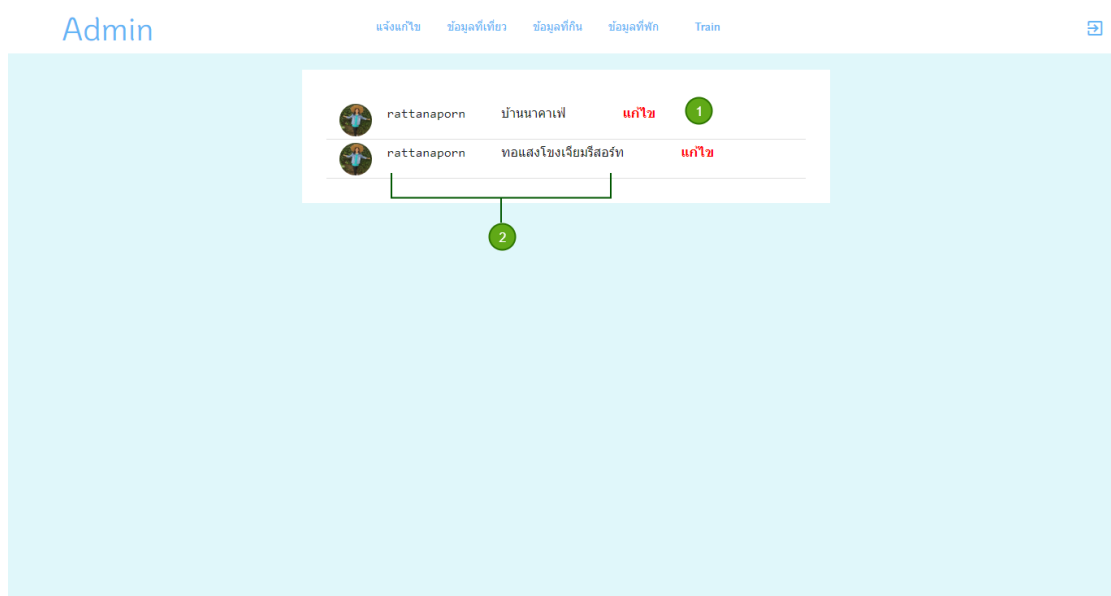 Admin แจ้งแก้ไข ข้อมูลที่เที่ยว ข้อมูลที่กิน ข้อมูลที่พัก Train
rattanaporn บ้านนาคาเฟ่ แก้ไข 1
rattanaporn ทอแสงโขงเจียมรีสอร์ท แก้ไข
2